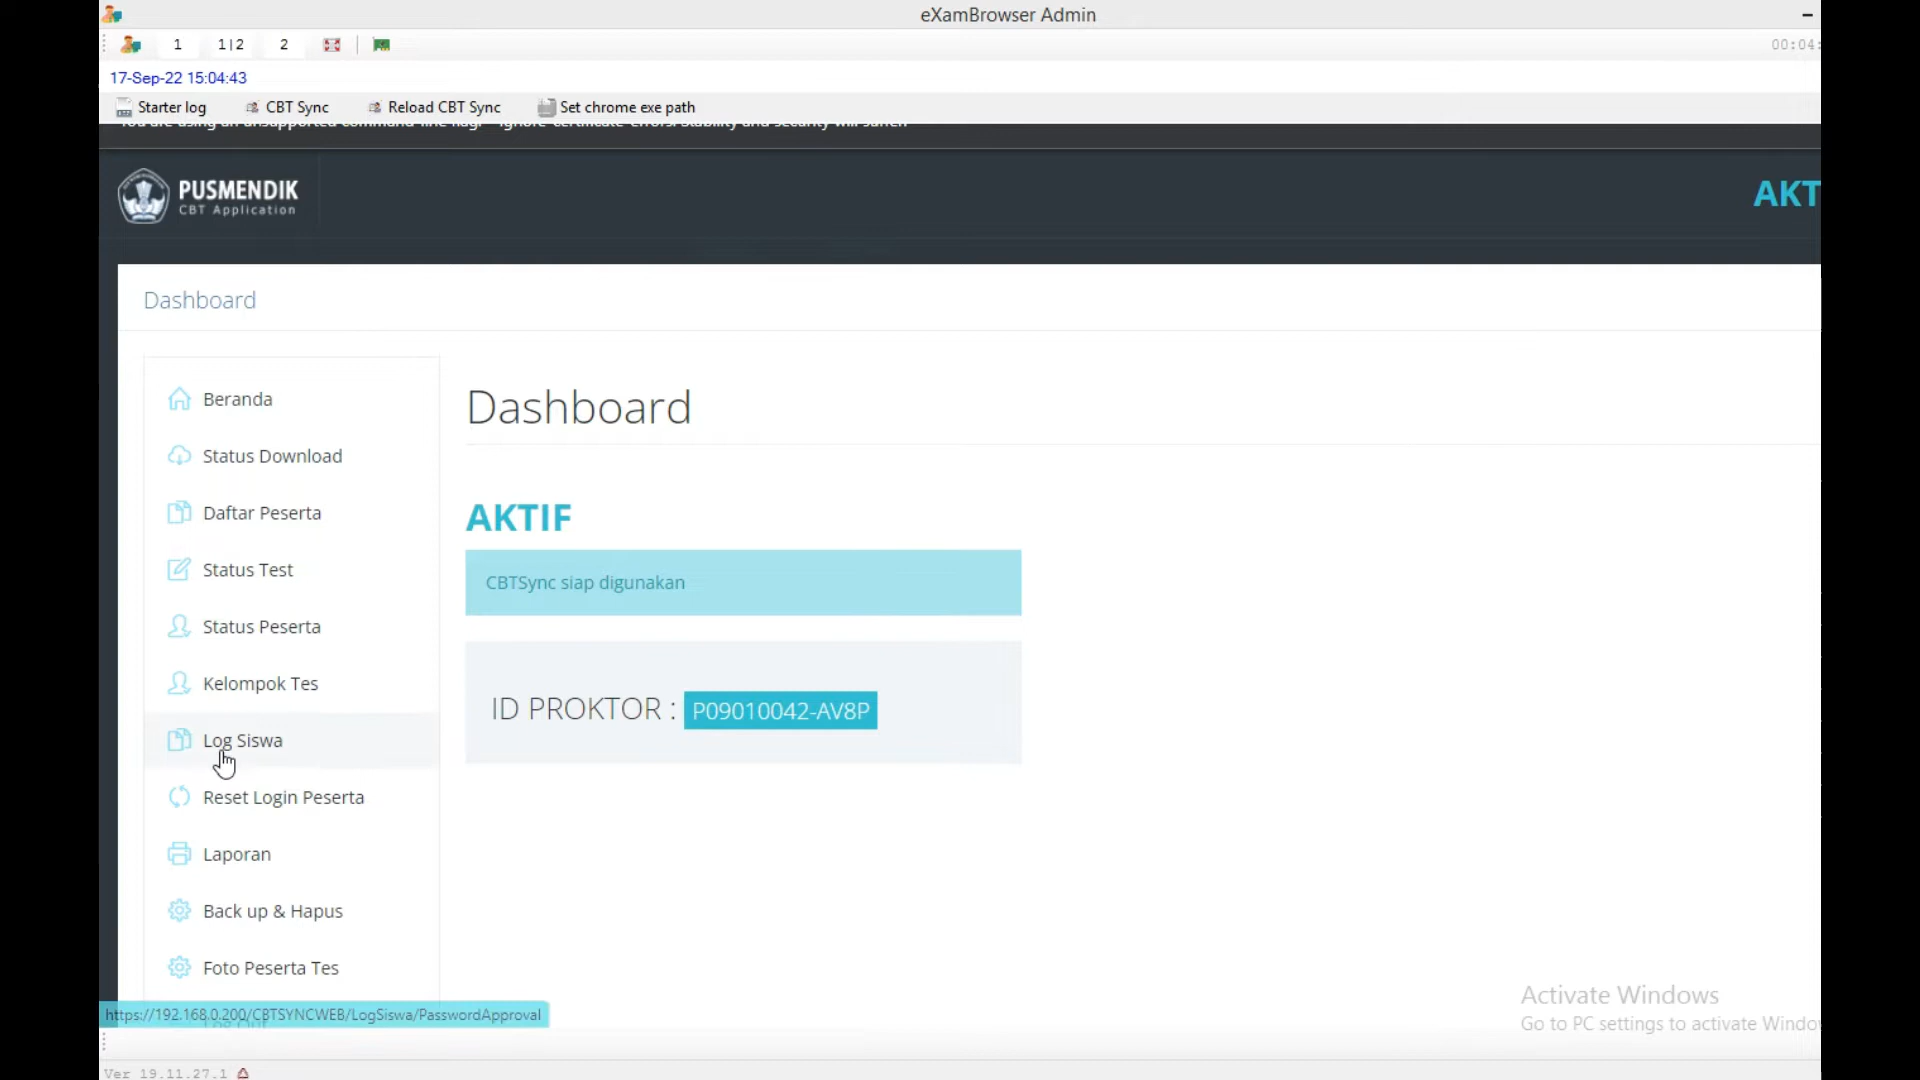 eXamBrowser Admin
1 1|2 2 00:04:
17-Sep-22 15:04:43
Starter log CBT Sync Reload CBT Sync Set chrome exe path
PUSMENDIK
CBT Application
AKT
Dashboard
Beranda
Status Download
Daftar Peserta
Status Test
Status Peserta
Kelompok Tes
Log Siswa
Reset Login Peserta
Laporan
Back up & Hapus
Foto Peserta Tes
Dashboard
AKTIF
CBTSync siap digunakan
ID PROKTOR : P09010042-AV8P
https://192.168.0.200/CBTSYNCWEB/LogSiswa/PasswordApproval
Activate Windows
Go to PC settings to activate Windo
Ver 19.11.27.1